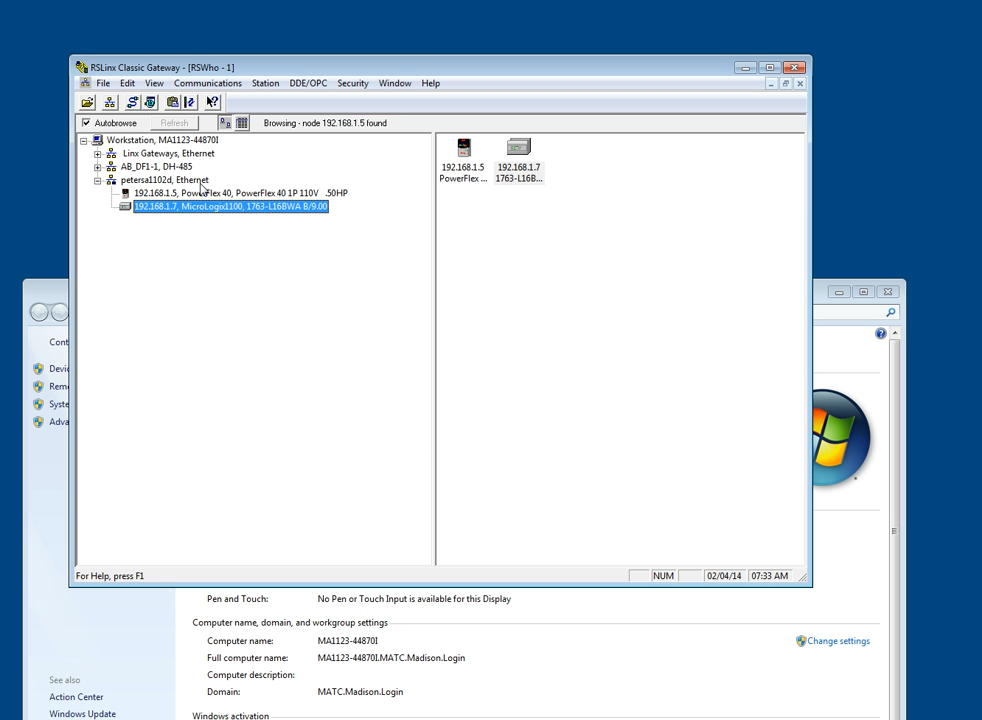 RSLinx Classic Gateway - [RSWho - 1]
File Edit View Communications Station DDE/OPC Security Window Help
Autobrowse Refresh Browsing - node 192.168.1.5 found
Workstation, MA1123-44870I
Linx Gateways, Ethernet
AB_DF1-1, DH-485
petersa1102d, Ethernet
192.168.1.5, PowerFlex 40, PowerFlex 40 1P 110V .50HP
192.168.1.7, MicroLogix1100, 1763-L16BWA B/9.00
192.168.1.5
PowerFlex ...
192.168.1.7
1763-L16B...
For Help, press F1
NUM 02/04/14 07:33 AM
Cont
Devic
Rem
Syste
Adva
Pen and Touch: No Pen or Touch Input is available for this Display
Computer name, domain, and workgroup settings
Computer name: MA1123-44870I
Change settings
Full computer name: MA1123-44870I.MATC.Madison.Login
Computer description:
Domain: MATC.Madison.Login
See also
Action Center
Windows Update
Windows activation